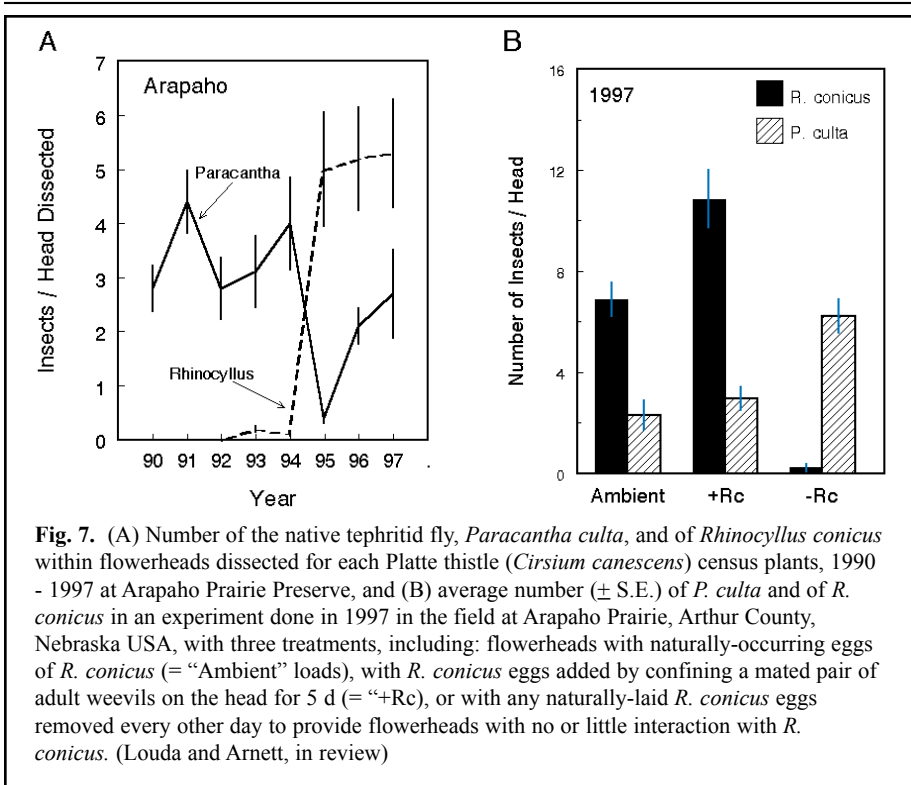 A
B
7
6
5
4
3
2
1
0
Insects / Head Dissected
Arapaho
Paracantha
Rhinocyllus
90 91 92 93 94 95 96 97 .
Year
16
12
8
4
0
Number of Insects / Head
1997
R. conicus
P. culta
Ambient +Rc -Rc
Fig. 7. (A) Number of the native tephritid fly, Paracantha culta, and of Rhinocyllus conicus
within flowerheads dissected for each Platte thistle (Cirsium canescens) census plants, 1990
- 1997 at Arapaho Prairie Preserve, and (B) average number (± S.E.) of P. culta and of R.
conicus in an experiment done in 1997 in the field at Arapaho Prairie, Arthur County,
Nebraska USA, with three treatments, including: flowerheads with naturally-occurring eggs
of R. conicus (= “Ambient” loads), with R. conicus eggs added by confining a mated pair of
adult weevils on the head for 5 d (= “+Rc), or with any naturally-laid R. conicus eggs
removed every other day to provide flowerheads with no or little interaction with R.
conicus. (Louda and Arnett, in review)